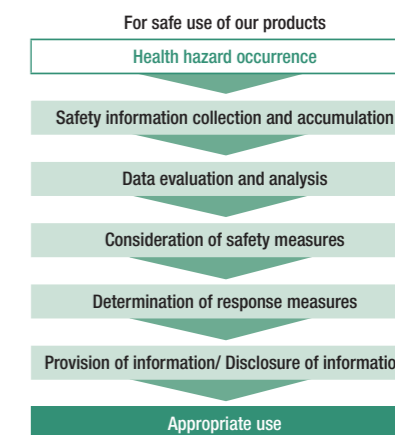 For safe use of our products
Health hazard occurrence
Safety information collection and accumulation
Data evaluation and analysis
Consideration of safety measures
Determination of response measures
Provision of information/ Disclosure of informatio
Appropriate use